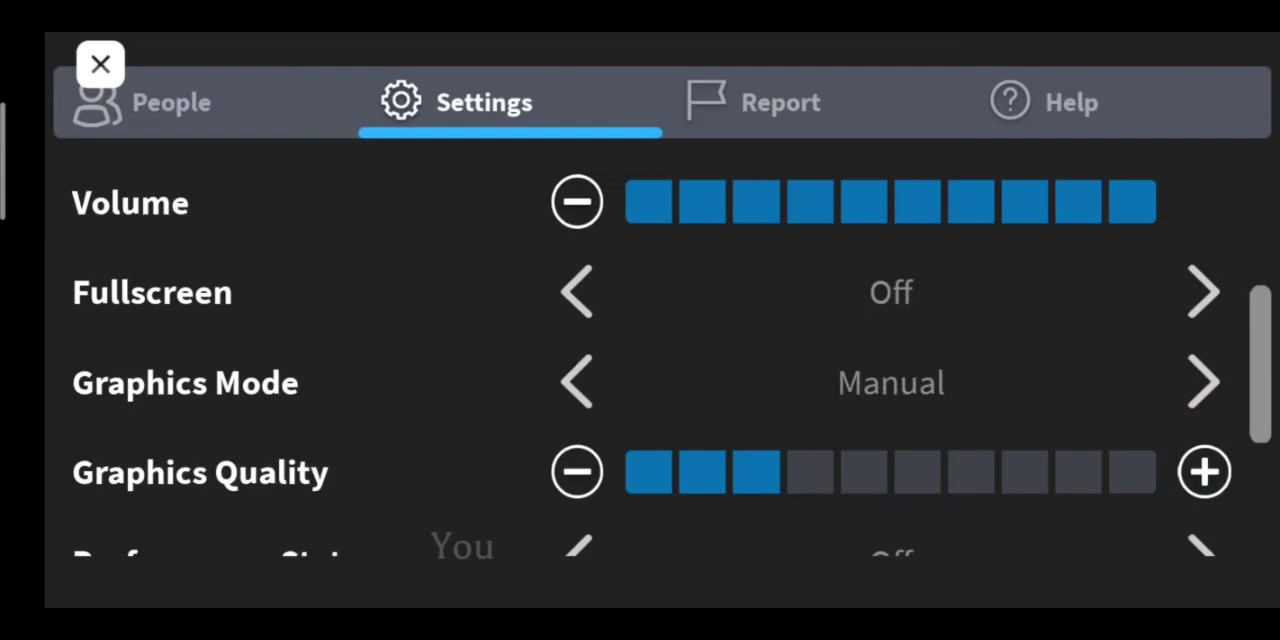 People Settings Report Help
Volume
Fullscreen Off
Graphics Mode Manual
Graphics Quality
You